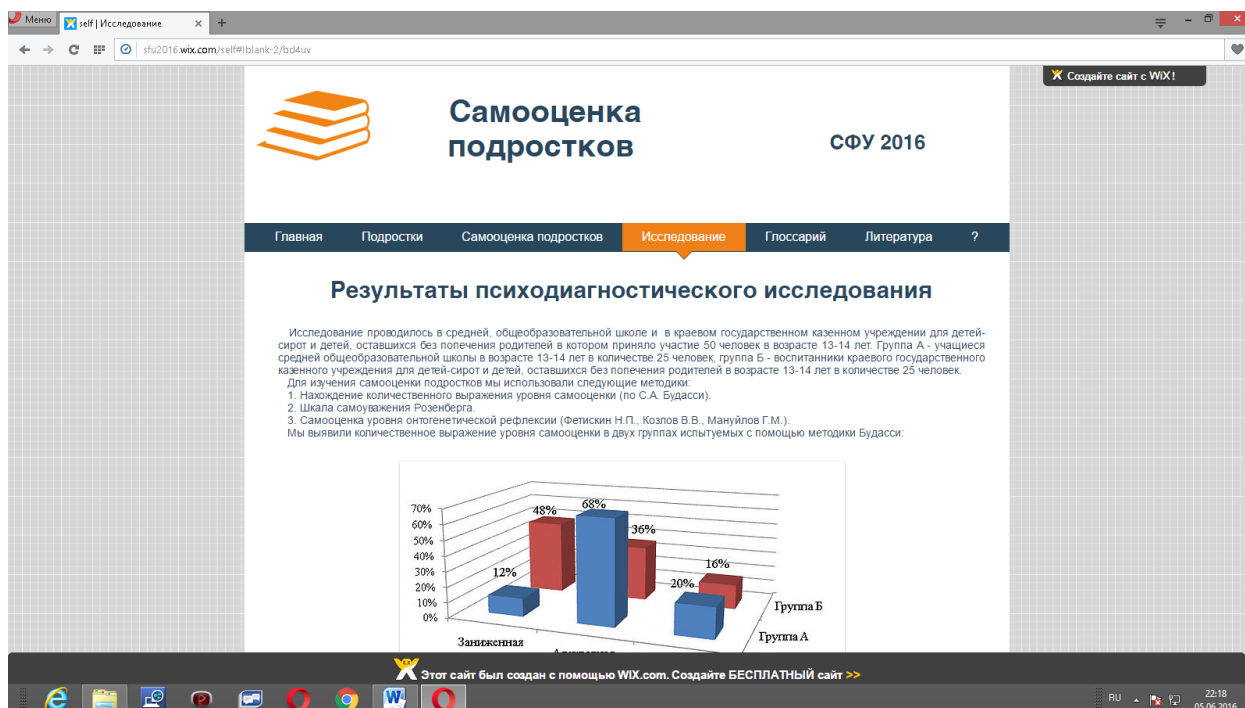 Меню
self | Исследование
sfu2016.wix.com/self#!blank-2/bd4uv
Создайте сайт с WiX!
Самооценка
подростков
СФУ 2016
Главная Подростки Самооценка подростков Исследование Глоссарий Литература ?
Результаты психодиагностического исследования
Исследование проводилось в средней, общеобразовательной школе и в краевом государственном казенном учреждении для детей-
сирот и детей, оставшихся без попечения родителей в котором приняло участие 50 человек в возрасте 13-14 лет. Группа А - учащиеся
средней общеобразовательной школы в возрасте 13-14 лет в количестве 25 человек, группа Б - воспитанники краевого государственного
казенного учреждения для детей-сирот и детей, оставшихся без попечения родителей в возрасте 13-14 лет в количестве 25 человек.
Для изучения самооценки подростков мы использовали следующие методики:
1. Нахождение количественного выражения уровня самооценки (по С.А. Будасси).
2. Шкала самоуважения Розенберга.
3. Самооценка уровня онтогенетической рефлексии (Фетискин Н.П., Козлов В.В., Мануйлов Г.М.).
Мы выявили количественное выражение уровня самооценки в двух группах испытуемых с помощью методики Будасси:
70%
60%
50%
40%
30%
20%
10%
0%
48%
68%
36%
16%
12%
20%
Группа Б
Группа А
Заниженная
Этот сайт был создан с помощью WIX.com. Создайте БЕСПЛАТНЫЙ сайт >>
RU
22:18
05.06.2016